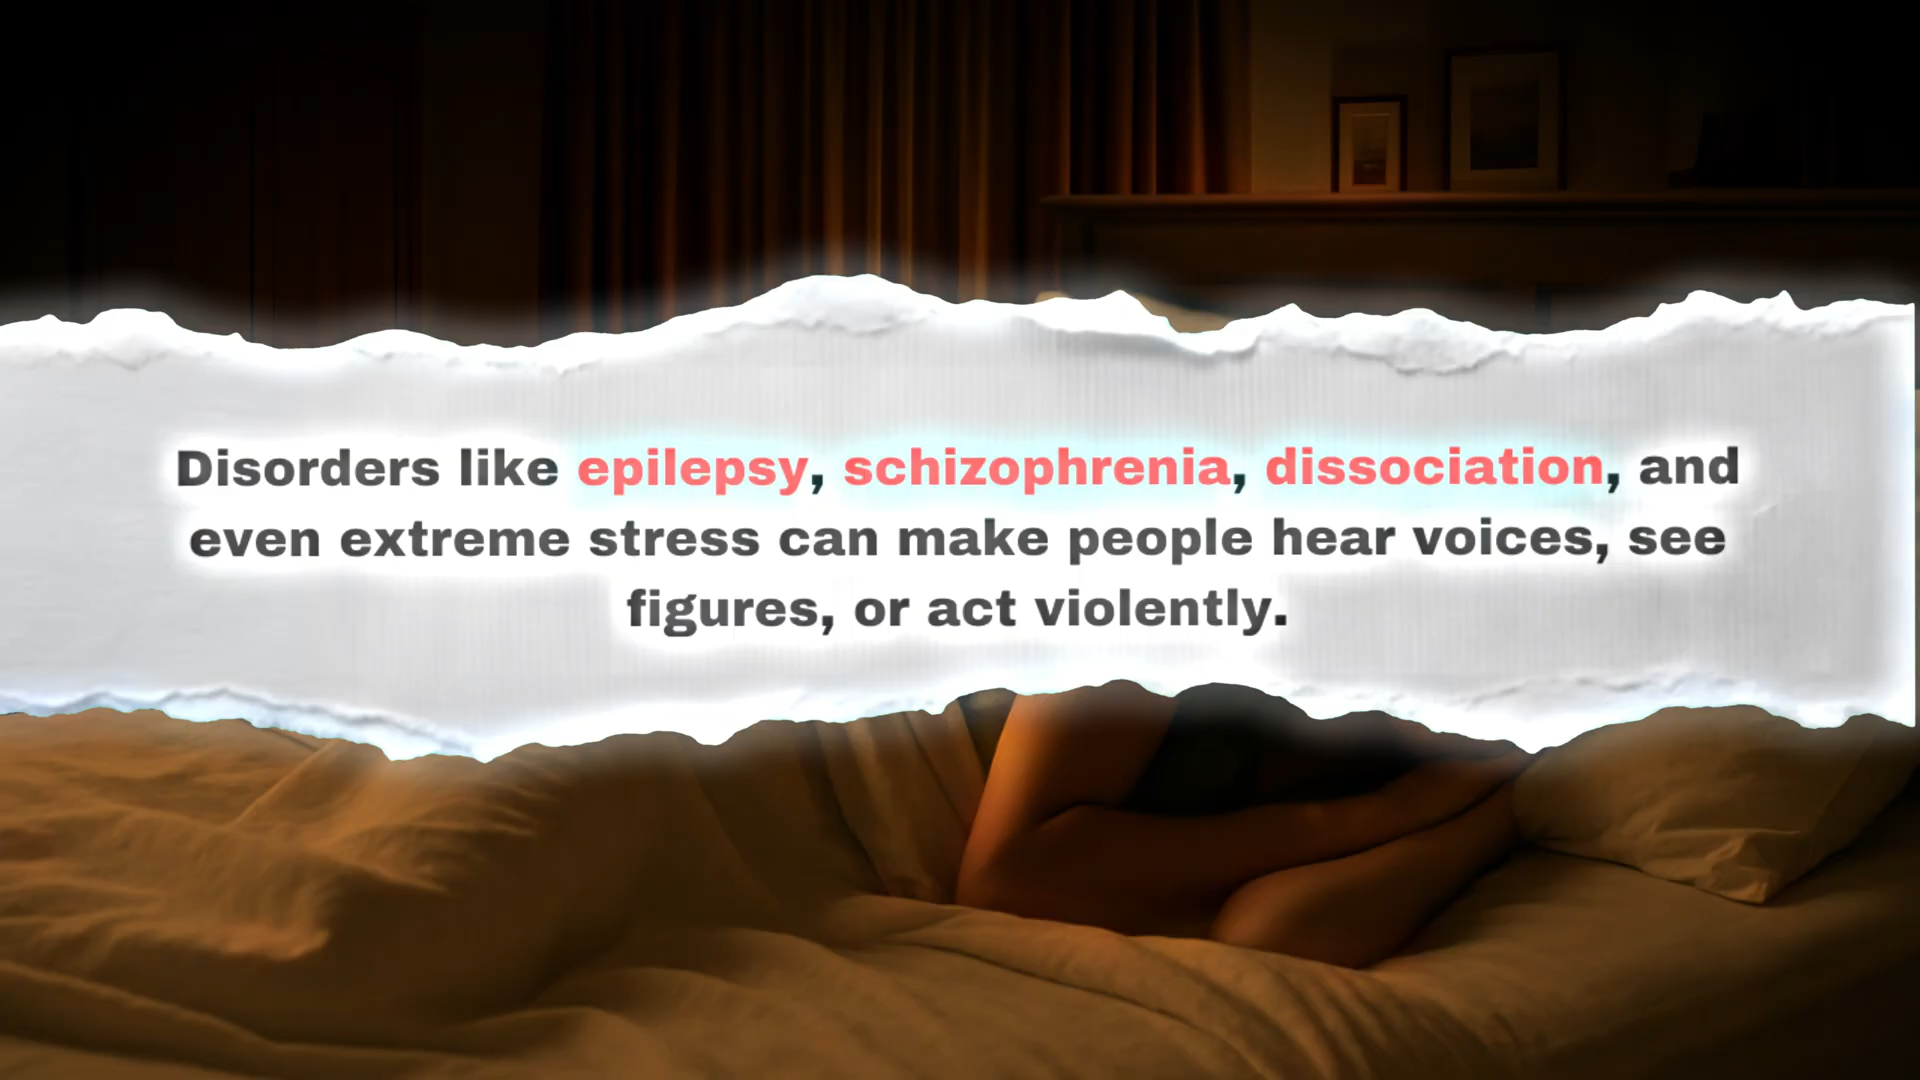 Disorders like epilepsy, schizophrenia, dissociation, and
even extreme stress can make people hear voices, see
figures, or act violently.